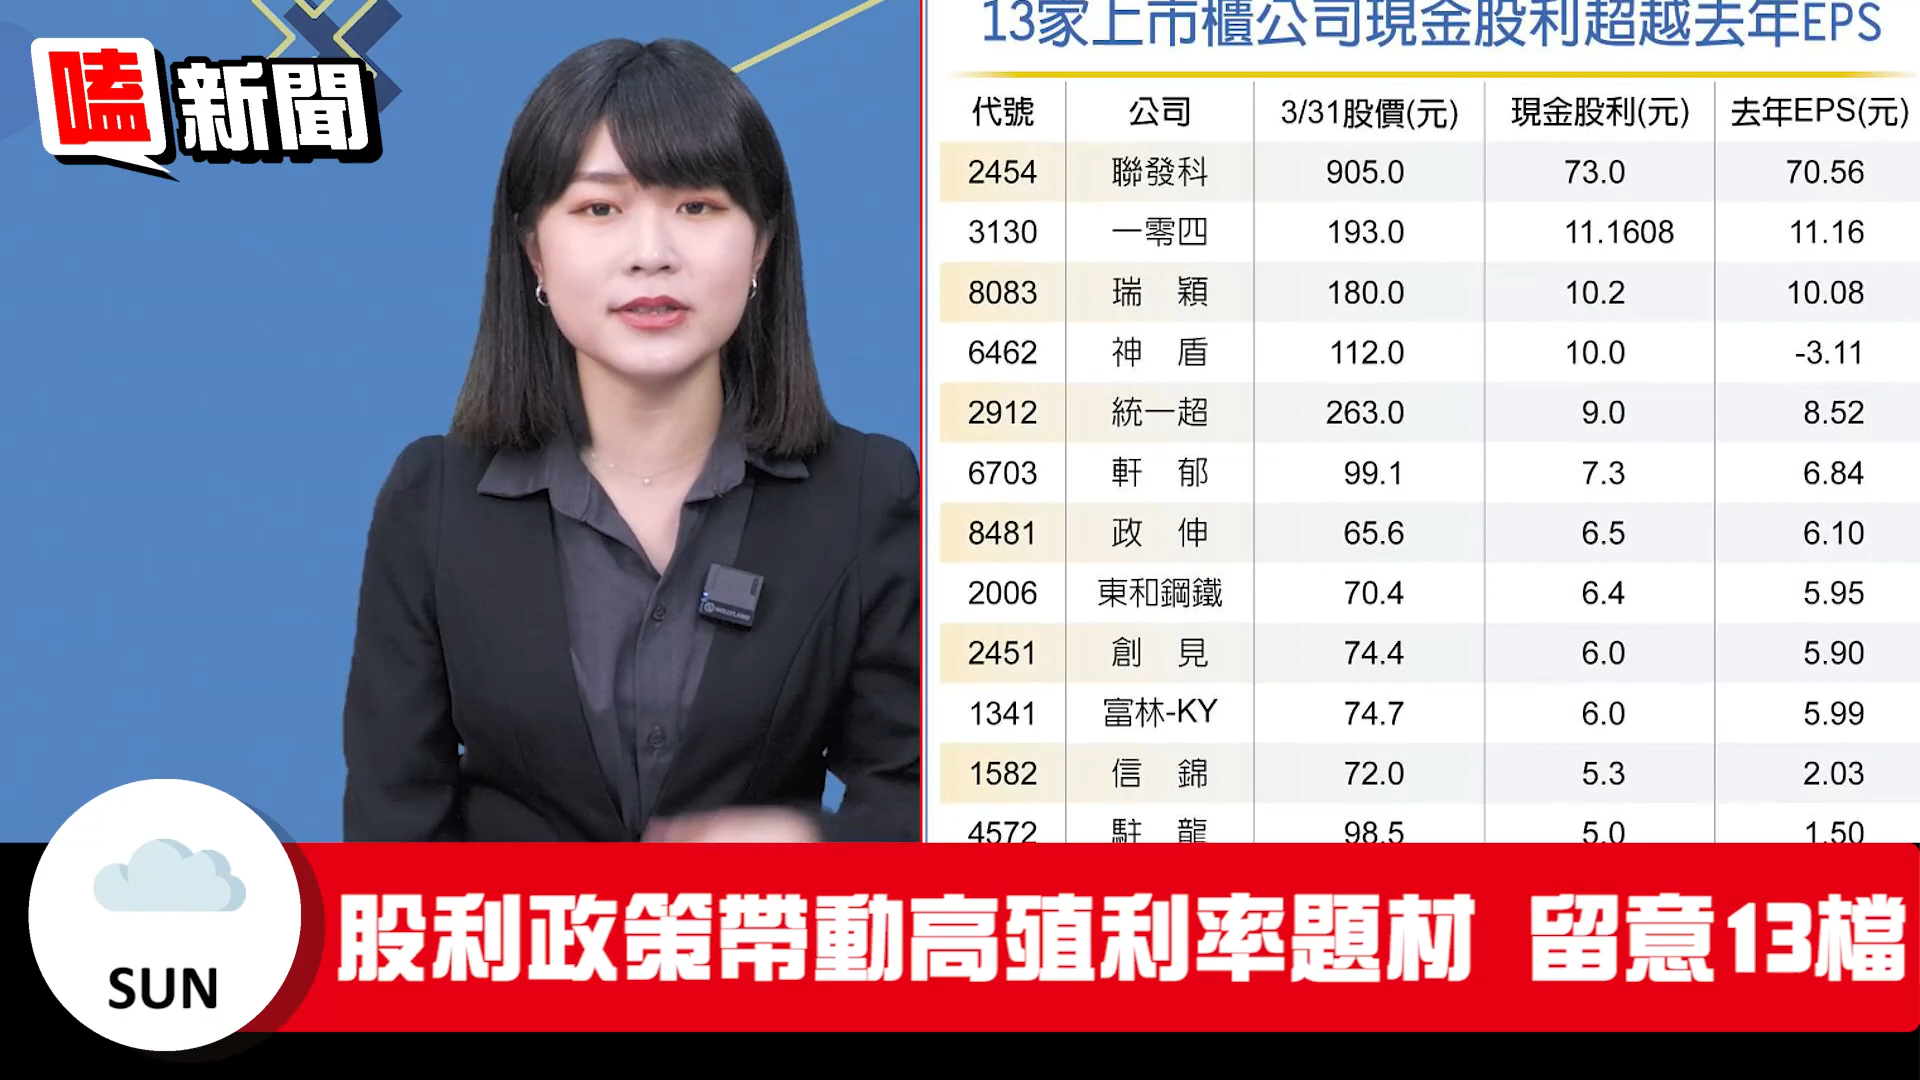 嗑新聞
13家上市櫃公司現金股利超越去年EPS
代號 公司 3/31股價(元) 現金股利(元) 去年EPS(元)
2454 聯發科 905.0 73.0 70.56
3130 一零四 193.0 11.1608 11.16
8083 瑞穎 180.0 10.2 10.08
6462 神盾 112.0 10.0 -3.11
2912 統一超 263.0 9.0 8.52
6703 軒郁 99.1 7.3 6.84
8481 政伸 65.6 6.5 6.10
2006 東和鋼鐵 70.4 6.4 5.95
2451 創見 74.4 6.0 5.90
1341 富林-KY 74.7 6.0 5.99
1582 信錦 72.0 5.3 2.03
4572 駐龍 98.5 5.0 1.50
SUN
股利政策帶動高殖利率題材 留意13檔